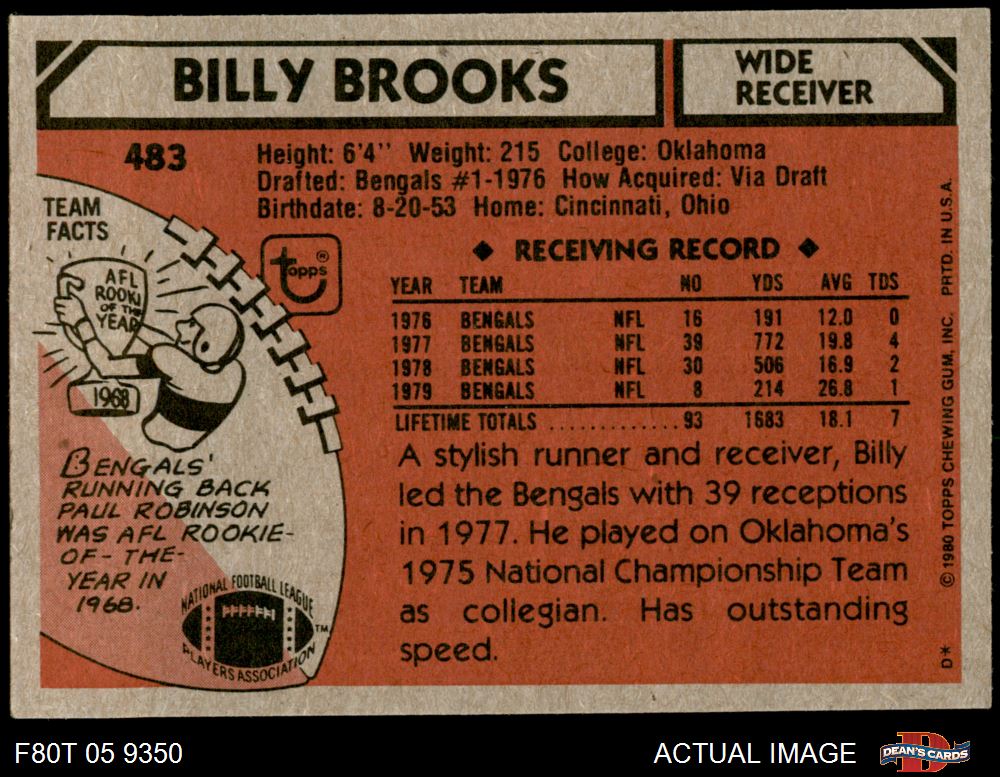 BILLY BROOKS
WIDE
RECEIVER
483
Height: 6'4'' Weight: 215 College: Oklahoma
Drafted: Bengals #1-1976 How Acquired: Via Draft
Birthdate: 8-20-53 Home: Cincinnati, Ohio
TEAM
FACTS
AFL
ROOKI
OF THE
YEAR
1968
BENGALS'
RUNNING BACK
PAUL ROBINSON
WAS AFL ROOKIE-
OF-THE-
YEAR IN
1968.
NATIONAL FOOTBALL LEAGUE
PLAYERS ASSOCIATION
TM
topps ®
◆ RECEIVING RECORD ◆
YEAR TEAM NO YDS AVG TDS
1976 BENGALS NFL 16 191 12.0 0
1977 BENGALS NFL 39 772 19.8 4
1978 BENGALS NFL 30 506 16.9 2
1979 BENGALS NFL 8 214 26.8 1
LIFETIME TOTALS ............ 93 1683 18.1 7
A stylish runner and receiver, Billy
led the Bengals with 39 receptions
in 1977. He played on Oklahoma's
1975 National Championship Team
as collegian. Has outstanding
speed.
D* © 1980 TOPPS CHEWING GUM, INC. PRTD. IN U.S.A.
F80T 05 9350
ACTUAL IMAGE
D
DEAN'S CARDS